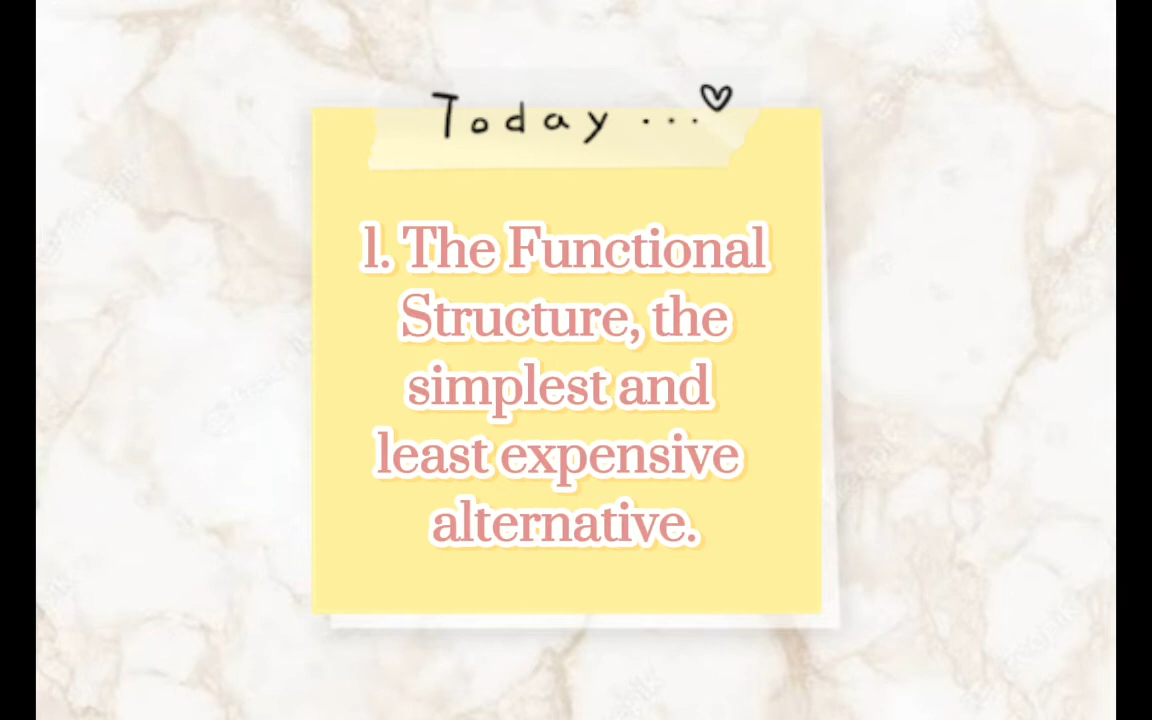 Today ...
1. The Functional
Structure, the
simplest and
least expensive
alternative.